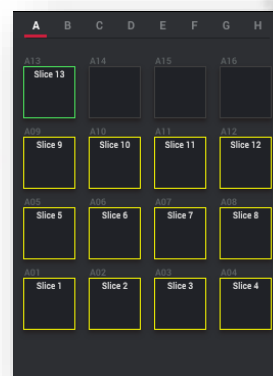 A B C D E F G H
A13 A14 A15 A16
Slice 13
A09 A10 A11 A12
Slice 9 Slice 10 Slice 11 Slice 12
A05 A06 A07 A08
Slice 5 Slice 6 Slice 7 Slice 8
A01 A02 A03 A04
Slice 1 Slice 2 Slice 3 Slice 4